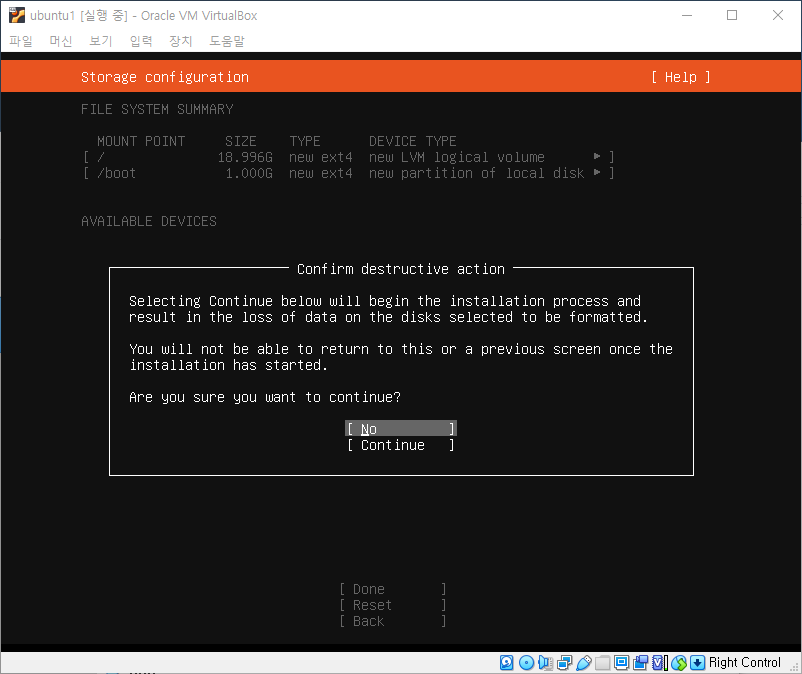 ubuntu1 [실행 중] - Oracle VM VirtualBox
파일 머신 보기 입력 장치 도움말
Storage configuration [ Help ]
FILE SYSTEM SUMMARY
MOUNT POINT SIZE TYPE DEVICE TYPE
[ / 18.996G new ext4 new LVM logical volume ▸ ]
[ /boot 1.000G new ext4 new partition of local disk ▸ ]
AVAILABLE DEVICES
Confirm destructive action
Selecting Continue below will begin the installation process and
result in the loss of data on the disks selected to be formatted.
You will not be able to return to this or a previous screen once the
installation has started.
Are you sure you want to continue?
[ No ]
[ Continue ]
[ Done ]
[ Reset ]
[ Back ]
Right Control